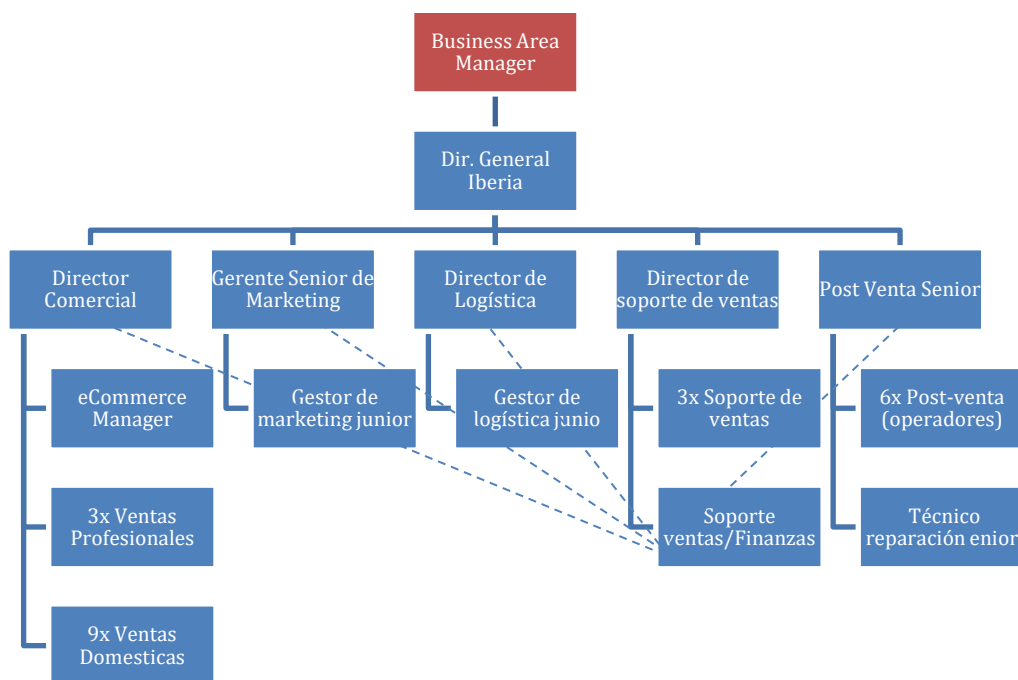 Business Area
Manager
Dir. General
Iberia
Director
Comercial
Gerente Senior de
Marketing
Director de
Logística
Director de
soporte de ventas
Post Venta Senior
eCommerce
Manager
Gestor de
marketing junior
Gestor de
logística junio
3x Soporte de
ventas
6x Post-venta
(operadores)
3x Ventas
Profesionales
Soporte
ventas/Finanzas
Técnico
reparación enior
9x Ventas
Domesticas